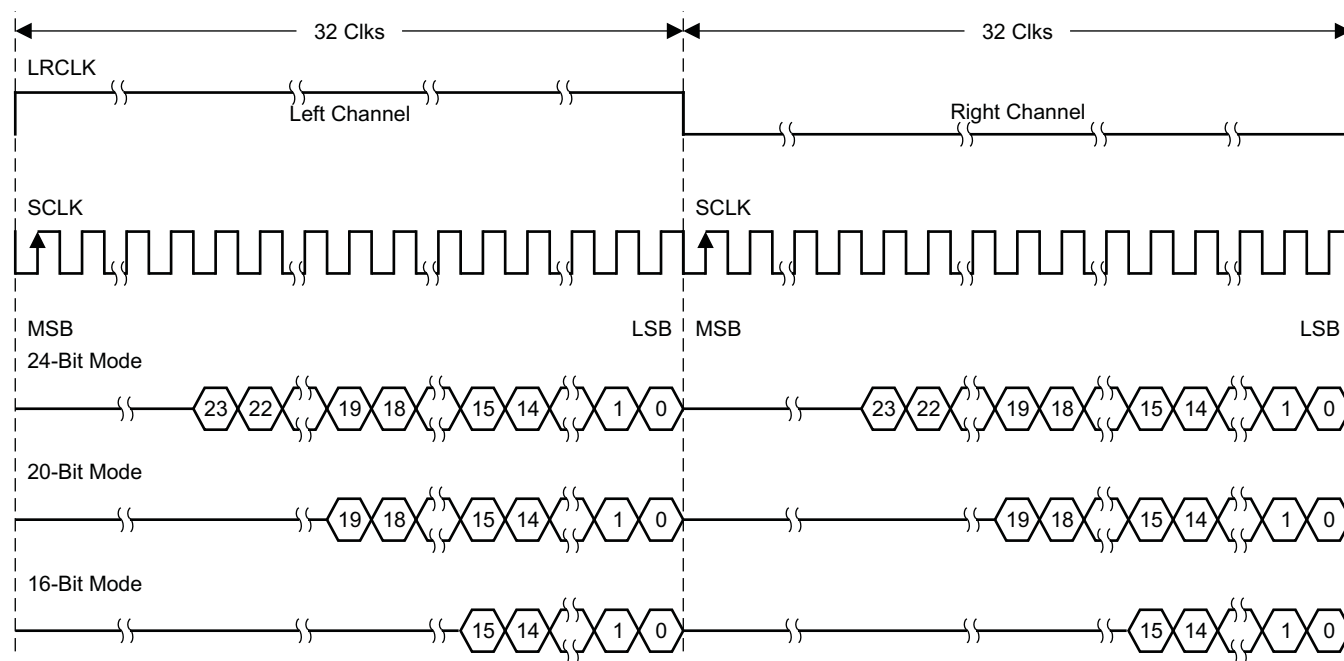 32 Clks 32 Clks
LRCLK
Left Channel Right Channel
SCLK SCLK
MSB LSB MSB LSB
24-Bit Mode
23 22 19 18 15 14 1 0 23 22 19 18 15 14 1 0
20-Bit Mode
19 18 15 14 1 0 19 18 15 14 1 0
16-Bit Mode
15 14 1 0 15 14 1 0